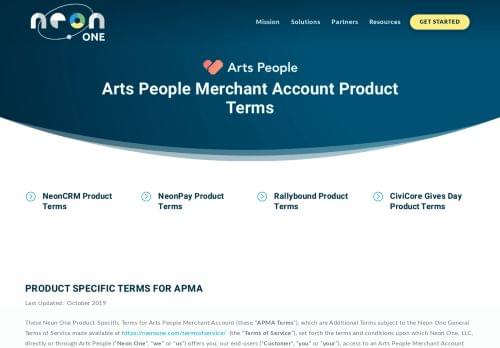 neon
ONE
Mission
Solutions
Partners
Resources
GET STARTED
Arts People
Arts People Merchant Account Product
Terms
NeonCRM Product
Terms
NeonPay Product
Terms
Rallybound Product
Terms
CiviCore Gives Day
Product Terms
PRODUCT SPECIFIC TERMS FOR APMA
Last Updated: October 2019
These Neon One Product-Specific Terms for Arts People Merchant Account (these "APMA Terms"), which are Additional Terms subject to the Neon One General
Terms of Service made available at https://neonone.com/termsofservice/ (the "Terms of Service"), set forth the terms and conditions upon which Neon One, LLC,
directly or through Arts People ("Neon One", "we" or "us") offers you, our end-users ("Customer", "you" or "your"), access to an Arts People Merchant Account